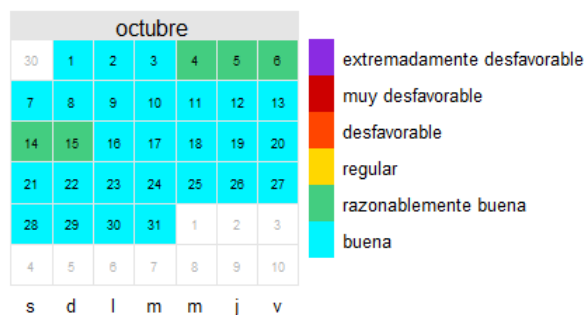 octubre
30 1 2 3 4 5 6
7 8 9 10 11 12 13
14 15 16 17 18 19 20
21 22 23 24 25 26 27
28 29 30 31 1 2 3
4 5 6 7 8 9 10
s d l m m j v
extremadamente desfavorable
muy desfavorable
desfavorable
regular
razonablemente buena
buena